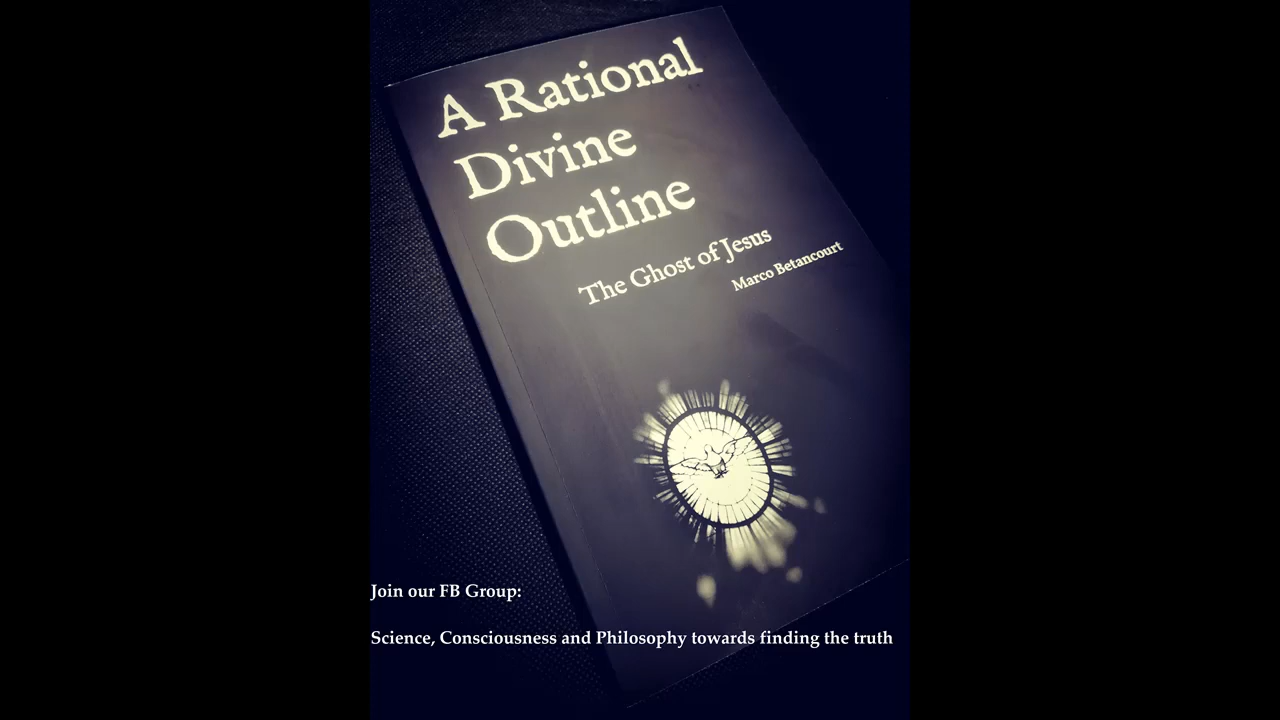 A Rational
Divine
Outline
The Ghost of Jesus
Marco Betancourt
Join our FB Group:
Science, Consciousness and Philosophy towards finding the truth